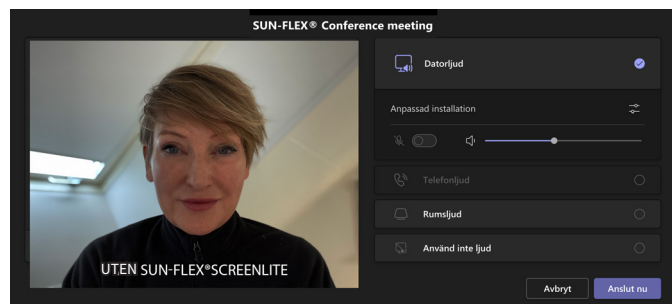 SUN-FLEX® Conference meeting
Datorljud
Anpassad installation
Telefonljud
Rumsljud
Använd inte ljud
UTEN SUN-FLEX®SCREENLITE
Avbryt
Anslut nu